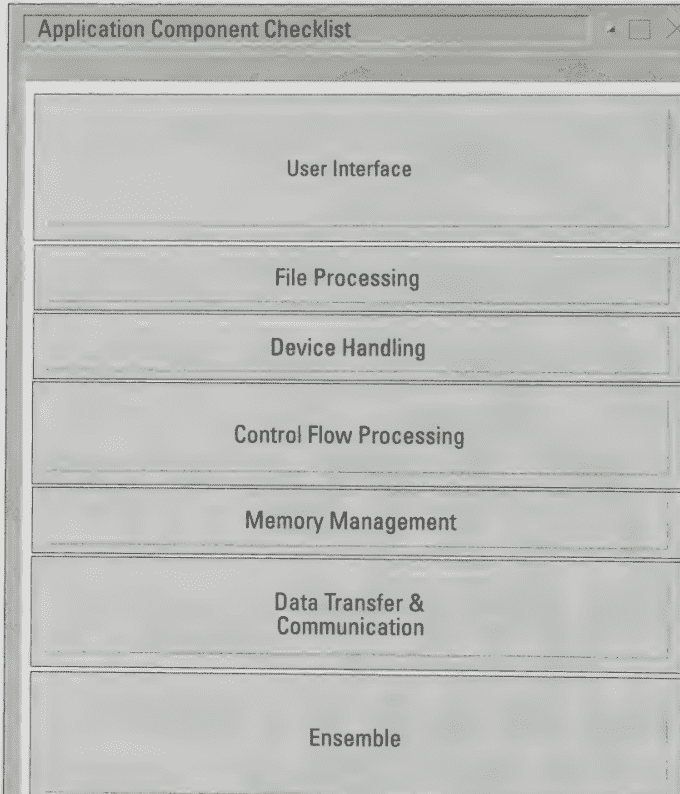 Application Component Checklist
User Interface
File Processing
Device Handling
Control Flow Processing
Memory Management
Data Transfer &
Communication
Ensemble